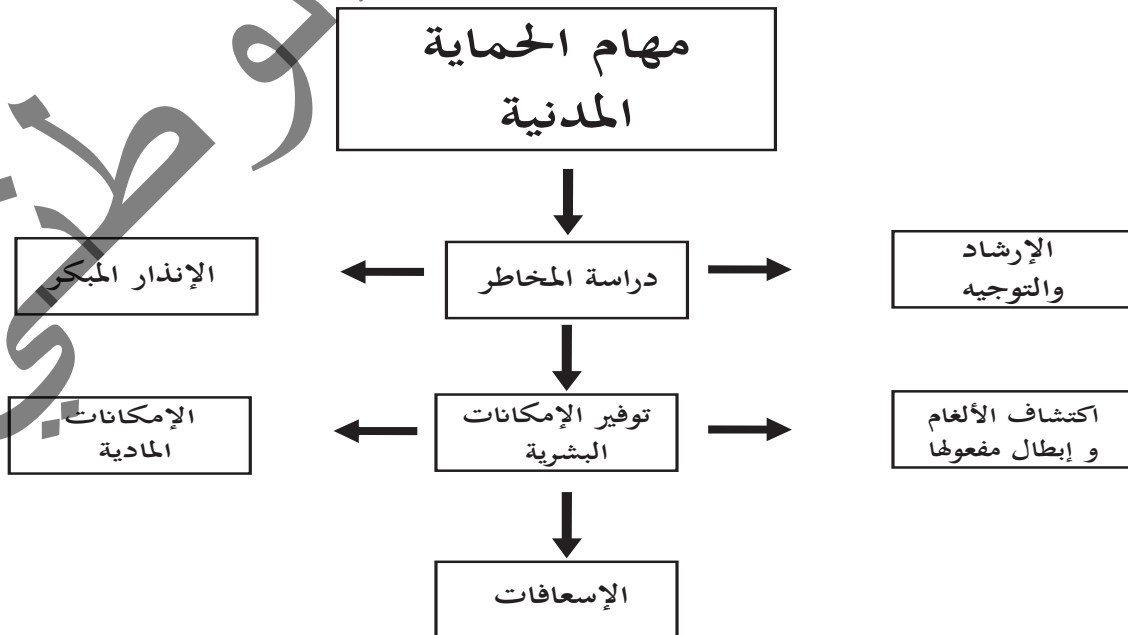 مهام الحماية
المدنية
الإرشاد
والتوجيه
دراسة المخاطر
الإنذار المبكر
اكتشاف الألغام
و إبطال مفعولها
توفير الإمكانات
البشرية
الإمكانات
المادية
الإسعافات